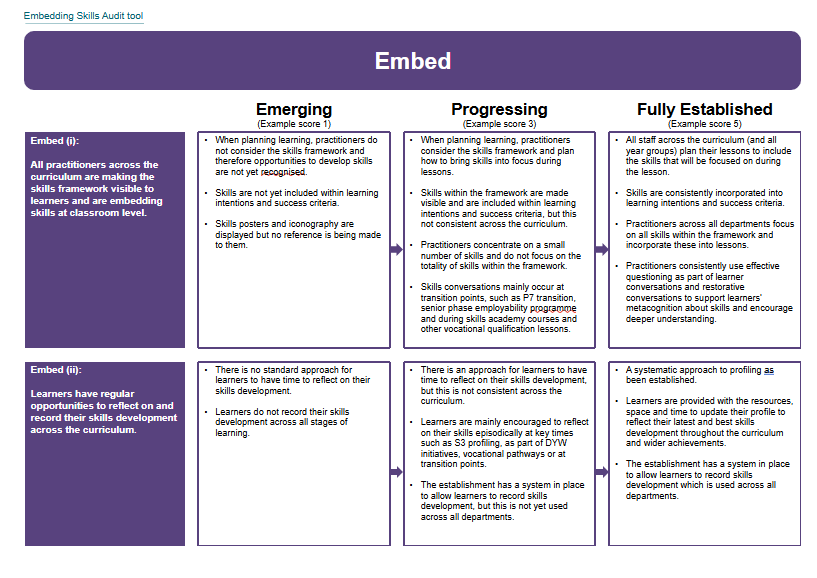 Embedding Skills Audit tool
Embed
Emerging
(Example score 1)
Progressing
(Example score 3)
Fully Established
(Example score 5)
Embed (i):
All practitioners across the
curriculum are making the
skills framework visible to
learners and are embedding
skills at classroom level.
• When planning learning, practitioners do
not consider the skills framework and
therefore opportunities to develop skills
are not yet recognised.
• Skills are not yet included within learning
intentions and success criteria.
• Skills posters and iconography are
displayed but no reference is being made
to them.
• When planning learning, practitioners
consider the skills framework and plan
how to bring skills into focus during
lessons.
• Skills within the framework are made
visible and are included within learning
intentions and success criteria, but this
not consistent across the curriculum.
• Practitioners concentrate on a small
number of skills and do not focus on the
totality of skills within the framework.
• Skills conversations mainly occur at
transition points, such as P7 transition,
senior phase employability programme
and during skills academy courses and
other vocational qualification lessons.
• All staff across the curriculum (and all
year groups) plan their lessons to include
the skills that will be focused on during
the lesson.
• Skills are consistently incorporated into
learning intentions and success criteria.
• Practitioners across all departments focus
on all skills within the framework and
incorporate these into lessons.
• Practitioners consistently use effective
questioning as part of learner
conversations and restorative
conversations to support learners'
metacognition about skills and encourage
deeper understanding.
Embed (ii):
Learners have regular
opportunities to reflect on and
record their skills development
across the curriculum.
• There is no standard approach for
learners to have time to reflect on their
skills development.
• Learners do not record their skills
development across all stages of
learning.
• There is an approach for learners to have
time to reflect on their skills development,
but this is not consistent across the
curriculum.
• Learners are mainly encouraged to reflect
on their skills episodically at key times
such as S3 profiling, as part of DYW
initiatives, vocational pathways or at
transition points.
• The establishment has a system in place
to allow learners to record skills
development, but this is not yet used
across all departments.
• A systematic approach to profiling as
been established.
• Learners are provided with the resources,
space and time to update their profile to
reflect their latest and best skills
development throughout the curriculum
and wider achievements.
• The establishment has a system in place
to allow learners to record skills
development which is used across all
departments.